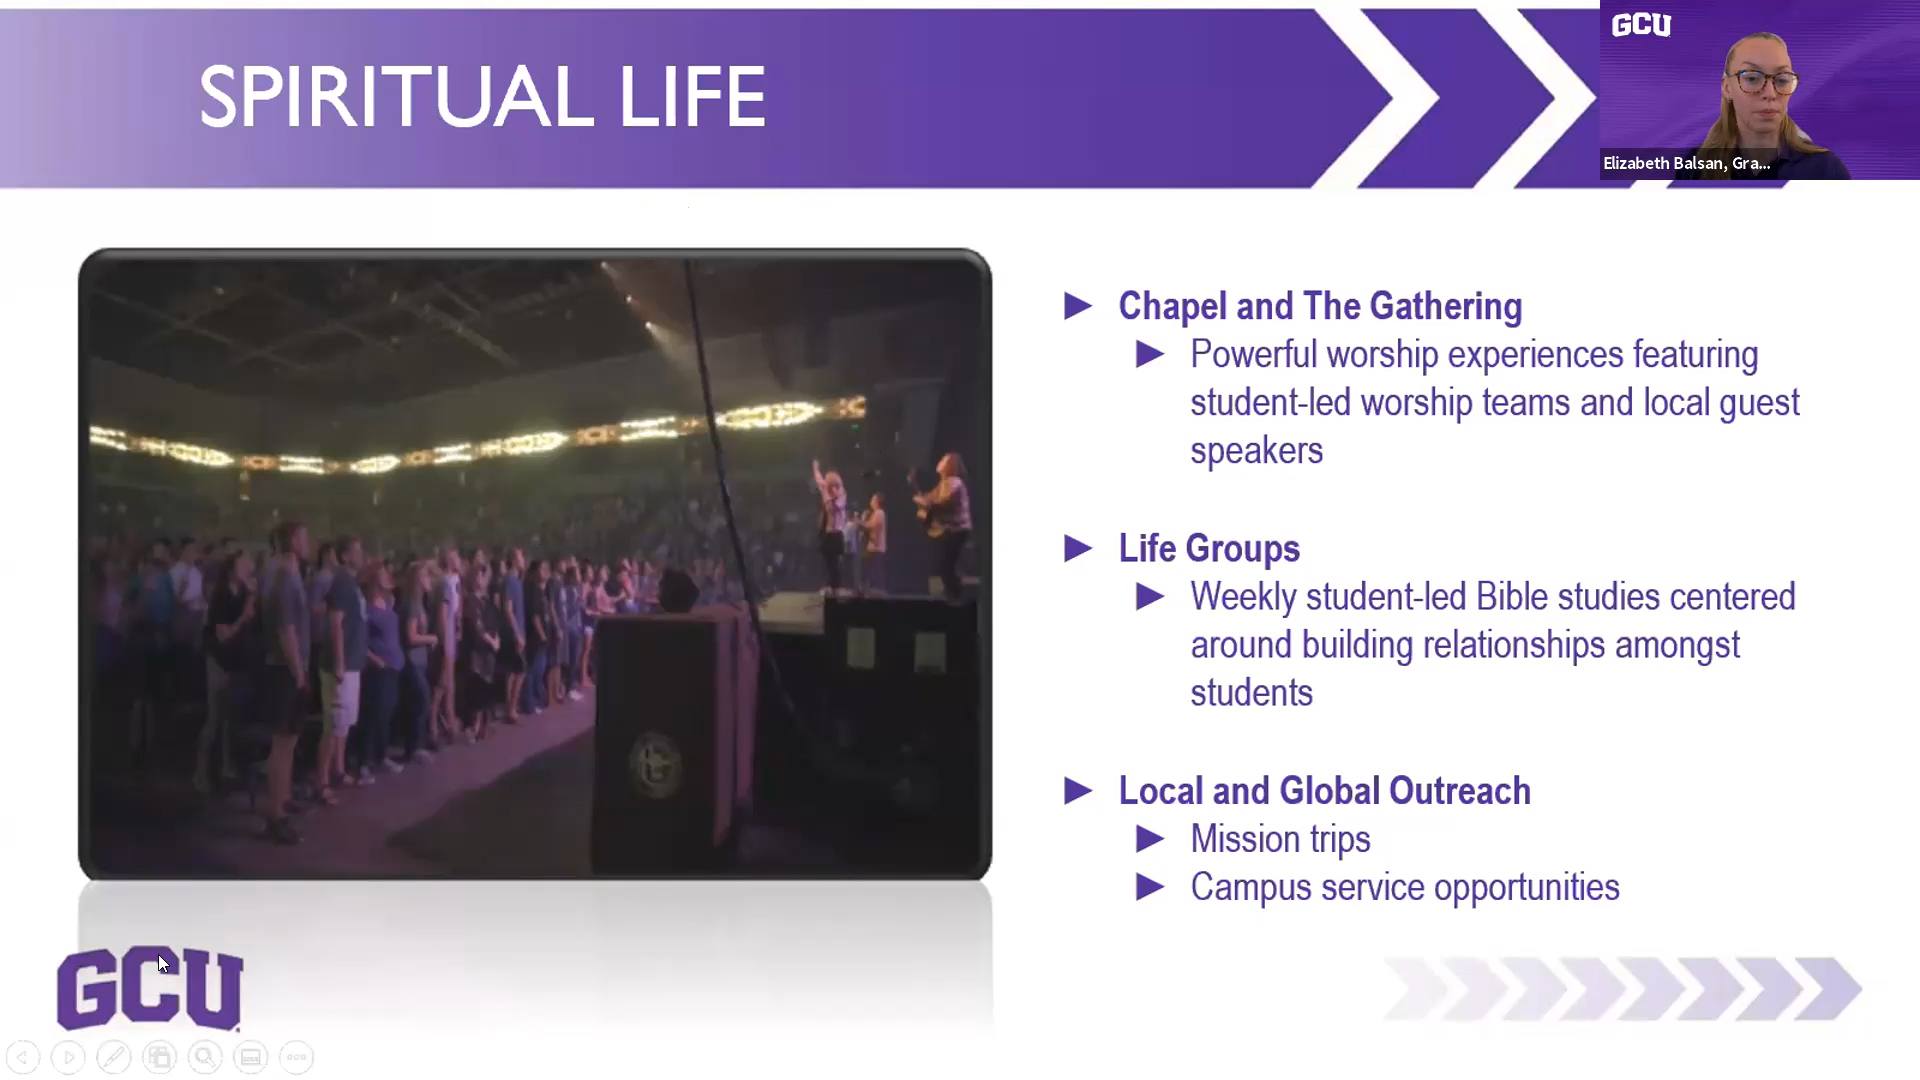 SPIRITUAL LIFE
GCU
Elizabeth Balsan, Gra...
Chapel and The Gathering
Powerful worship experiences featuring
student-led worship teams and local guest
speakers
Life Groups
Weekly student-led Bible studies centered
around building relationships amongst
students
Local and Global Outreach
Mission trips
Campus service opportunities
GCU